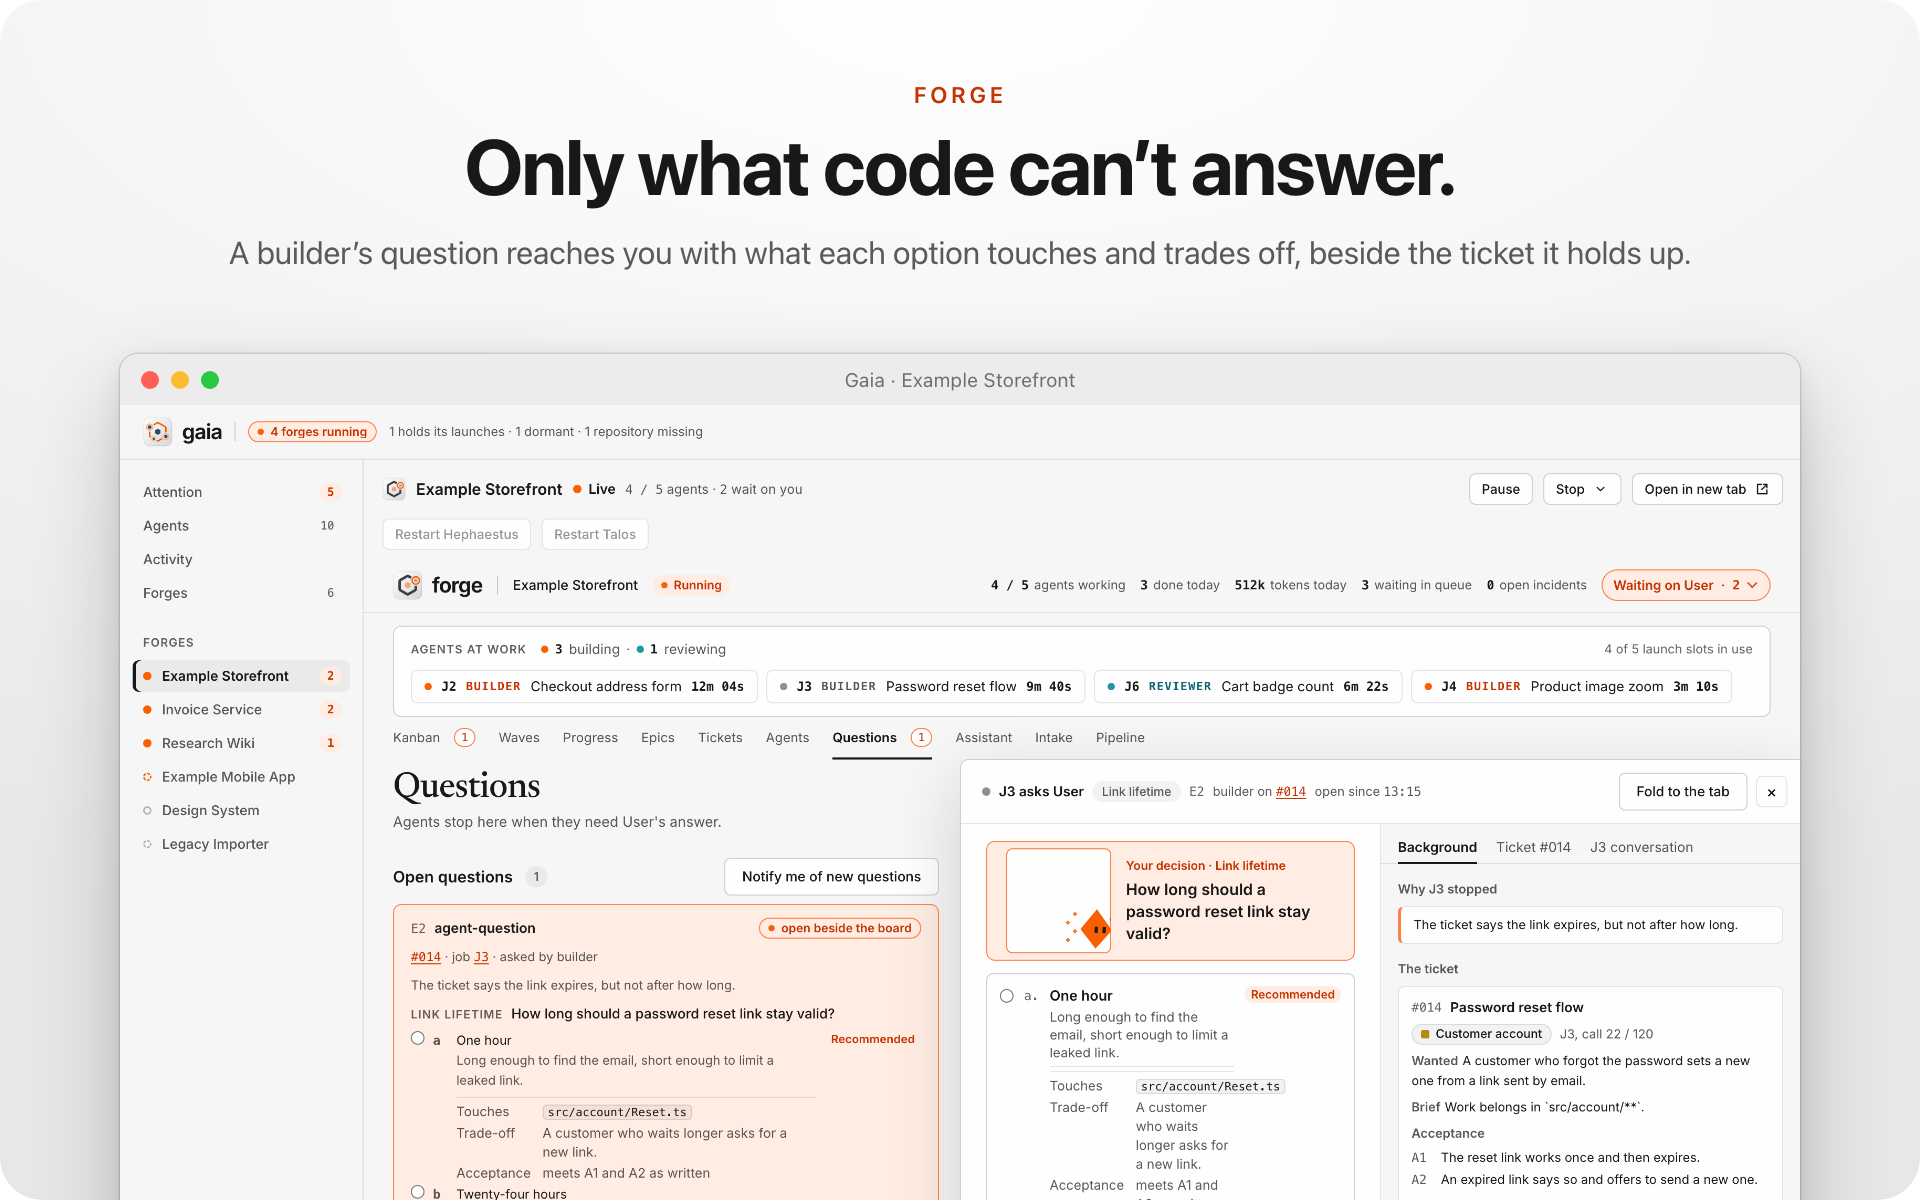 FORGE
Only what code can’t answer.
A builder’s question reaches you with what each option touches and trades off, beside the ticket it holds up.
Gaia · Example Storefront
gaia
4 forges running
1 holds its launches · 1 dormant · 1 repository missing
Attention 5
Agents 10
Activity
Forges 6
FORGES
Example Storefront 2
Invoice Service 2
Research Wiki 1
Example Mobile App
Design System
Legacy Importer
Example Storefront Live 4 / 5 agents · 2 wait on you
Pause
Stop
Open in new tab
Restart Hephaestus
Restart Talos
forge
Example Storefront
Running
4 / 5 agents working 3 done today 512k tokens today 3 waiting in queue 0 open incidents
Waiting on User · 2
AGENTS AT WORK 3 building · 1 reviewing
4 of 5 launch slots in use
J2 BUILDER Checkout address form 12m 04s
J3 BUILDER Password reset flow 9m 40s
J6 REVIEWER Cart badge count 6m 22s
J4 BUILDER Product image zoom 3m 10s
Kanban 1 Waves Progress Epics Tickets Agents Questions 1 Assistant Intake Pipeline
Questions
Agents stop here when they need User's answer.
Open questions 1
Notify me of new questions
E2 agent-question
open beside the board
#014 · job J3 · asked by builder
The ticket says the link expires, but not after how long.
LINK LIFETIME How long should a password reset link stay valid?
a One hour
Recommended
Long enough to find the email, short enough to limit a
leaked link.
Touches src/account/Reset.ts
Trade-off A customer who waits longer asks for a
new link.
Acceptance meets A1 and A2 as written
b Twenty-four hours
J3 asks User Link lifetime E2 builder on #014 open since 13:15
Fold to the tab
×
Your decision · Link lifetime
How long should a
password reset link stay
valid?
a. One hour
Recommended
Long enough to find the
email, short enough to limit a
leaked link.
Touches src/account/Reset.ts
Trade-off A customer
who waits
longer asks for
a new link.
Acceptance meets A1 and
Background Ticket #014 J3 conversation
Why J3 stopped
The ticket says the link expires, but not after how long.
The ticket
#014 Password reset flow
Customer account J3, call 22 / 120
Wanted A customer who forgot the password sets a new
one from a link sent by email.
Brief Work belongs in `src/account/**`.
Acceptance
A1 The reset link works once and then expires.
A2 An expired link says so and offers to send a new one.